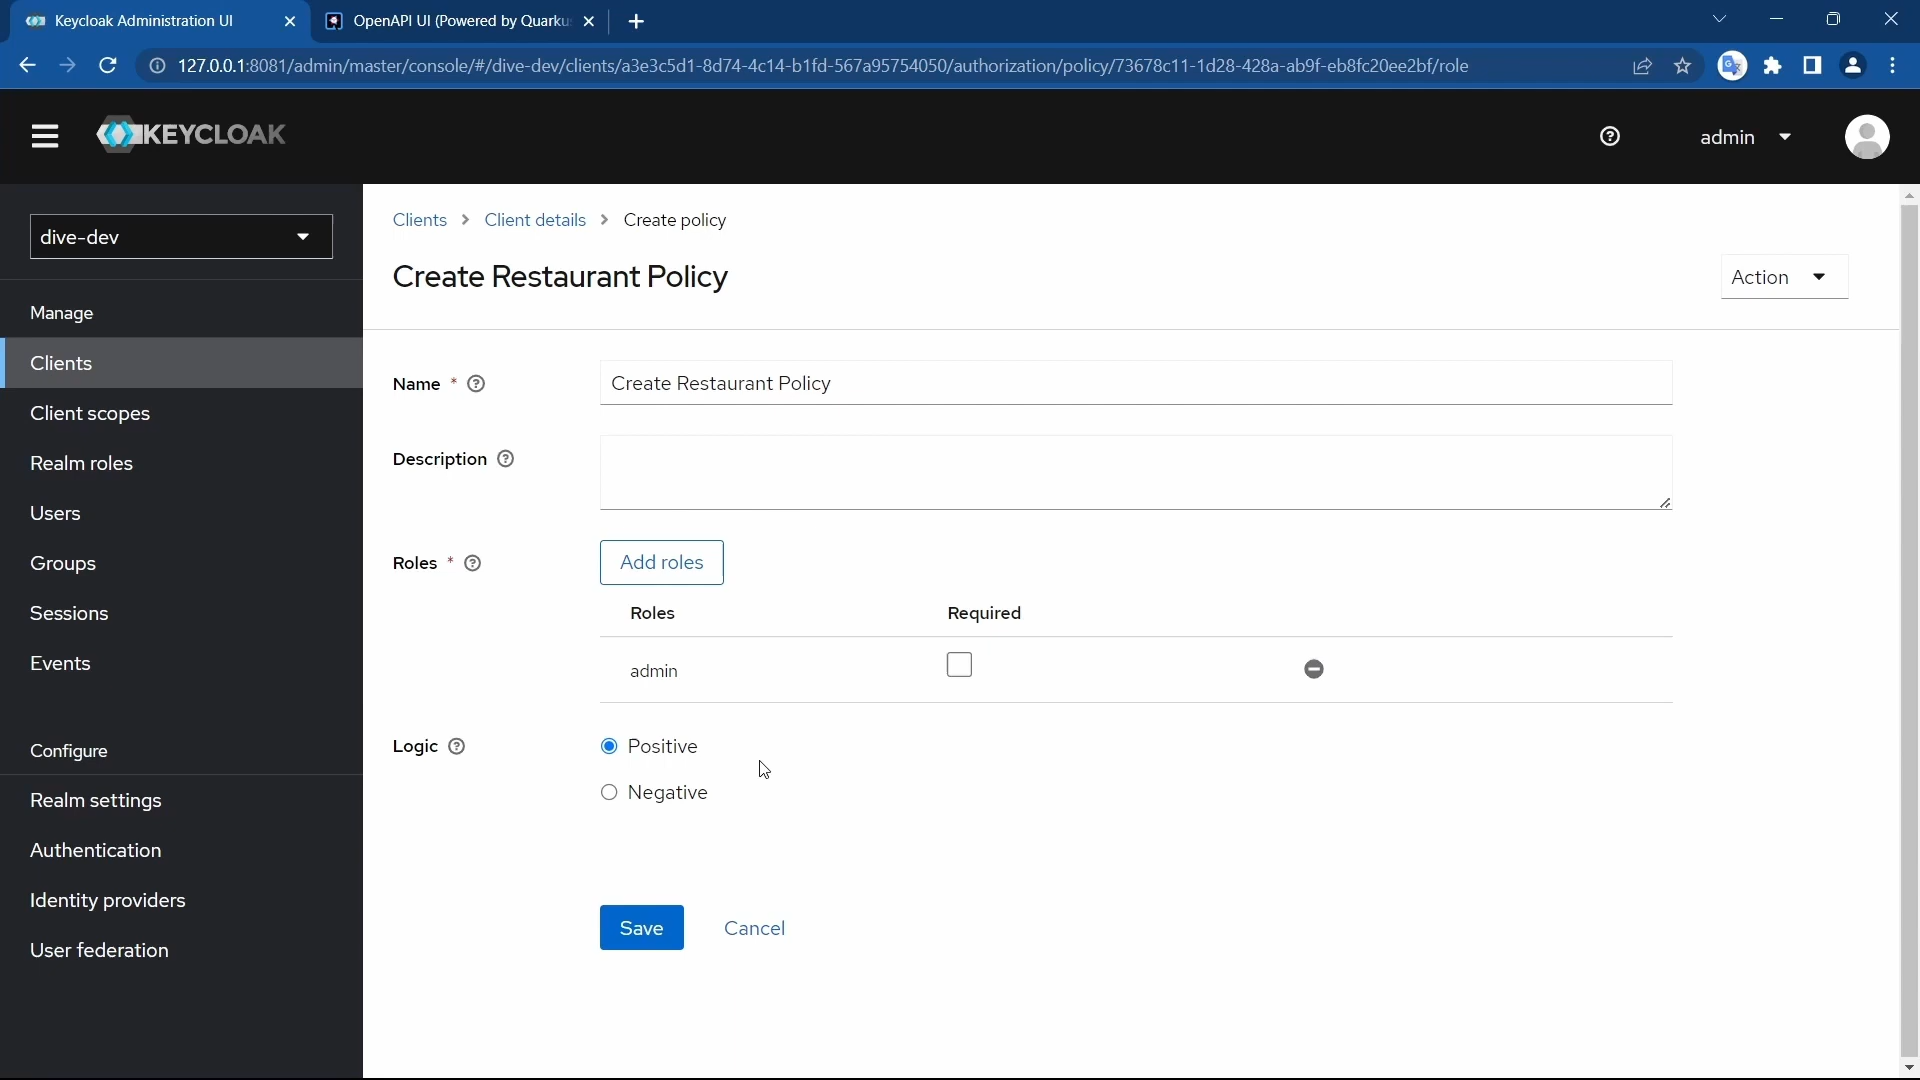 Keycloak Administration UI
OpenAPI UI (Powered by Quarku
127.0.0.1:8081/admin/master/console/#/dive-dev/clients/a3e3c5d1-8d74-4c14-b1fd-567a95754050/authorization/policy/73678c11-1d28-428a-ab9f-eb8fc20ee2bf/role
KEYCLOAK
admin
dive-dev
Manage
Clients
Client scopes
Realm roles
Users
Groups
Sessions
Events
Configure
Realm settings
Authentication
Identity providers
User federation
Clients > Client details > Create policy
Create Restaurant Policy
Action
Name *
Create Restaurant Policy
Description
Roles *
Add roles
Roles Required
admin
Logic
Positive
Negative
Save
Cancel